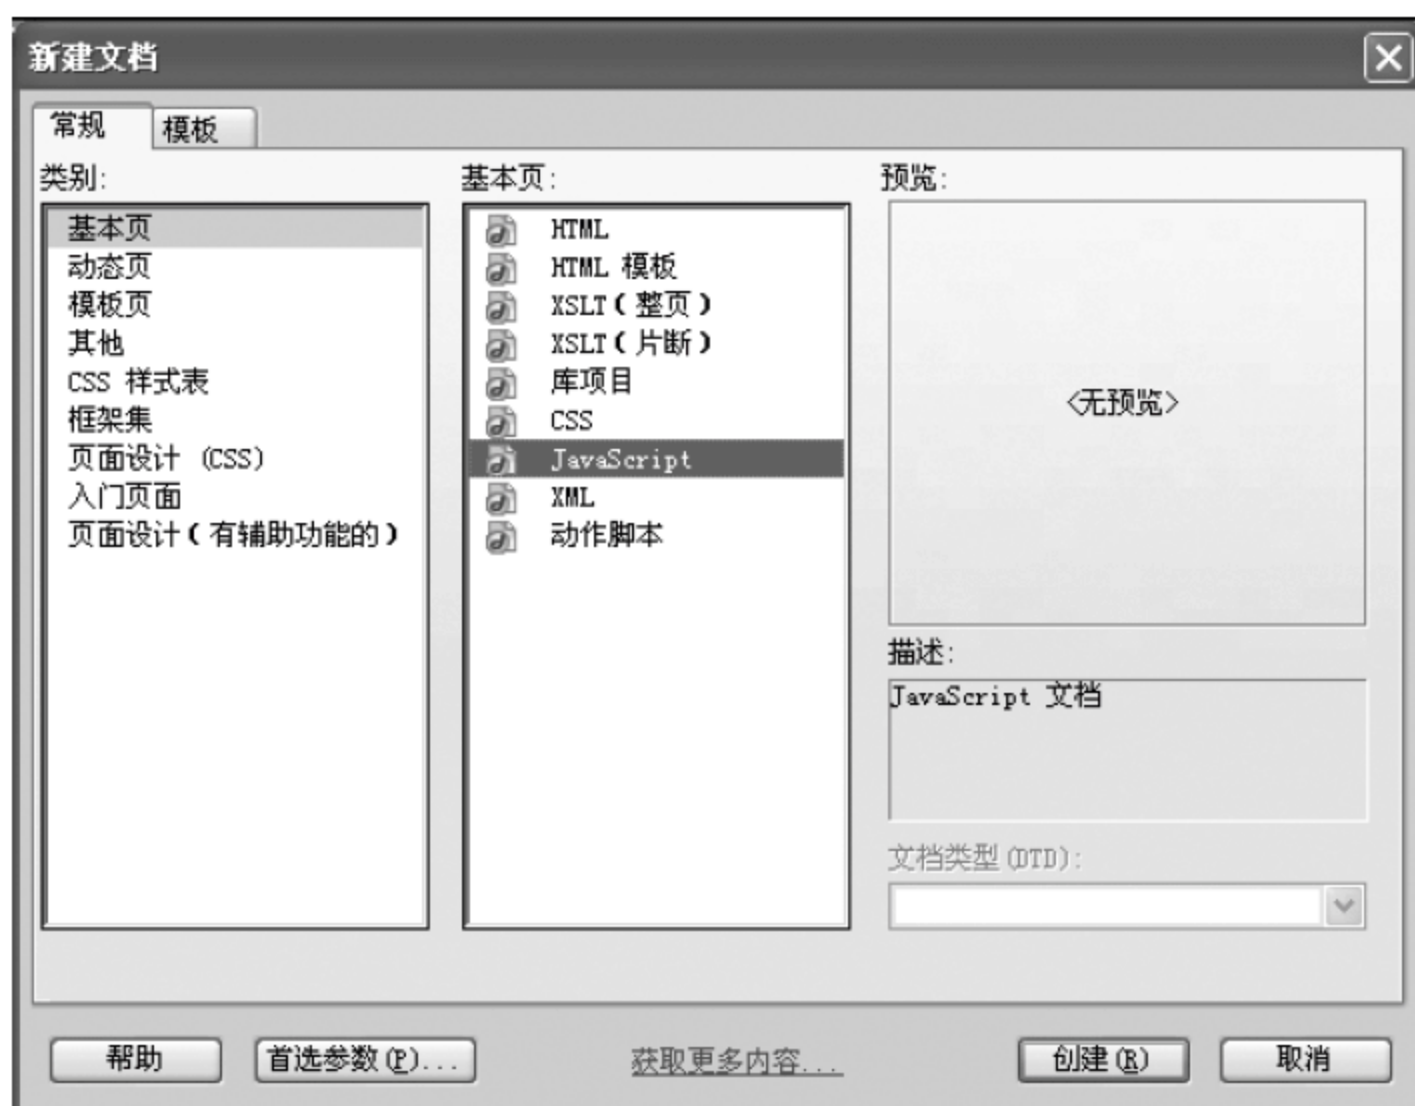 新建文档
常规
模板
类别:
基本页
动态页
模板页
其他
CSS 样式表
框架集
页面设计 (CSS)
入门页面
页面设计(有辅助功能的)
基本页:
HTML
HTML 模板
XSLT(整页)
XSLT(片断)
库项目
CSS
JavaScript
XML
动作脚本
预览:
<无预览>
描述:
JavaScript 文档
文档类型(DTD):
帮助
首选参数(P)...
获取更多内容...
创建(R)
取消